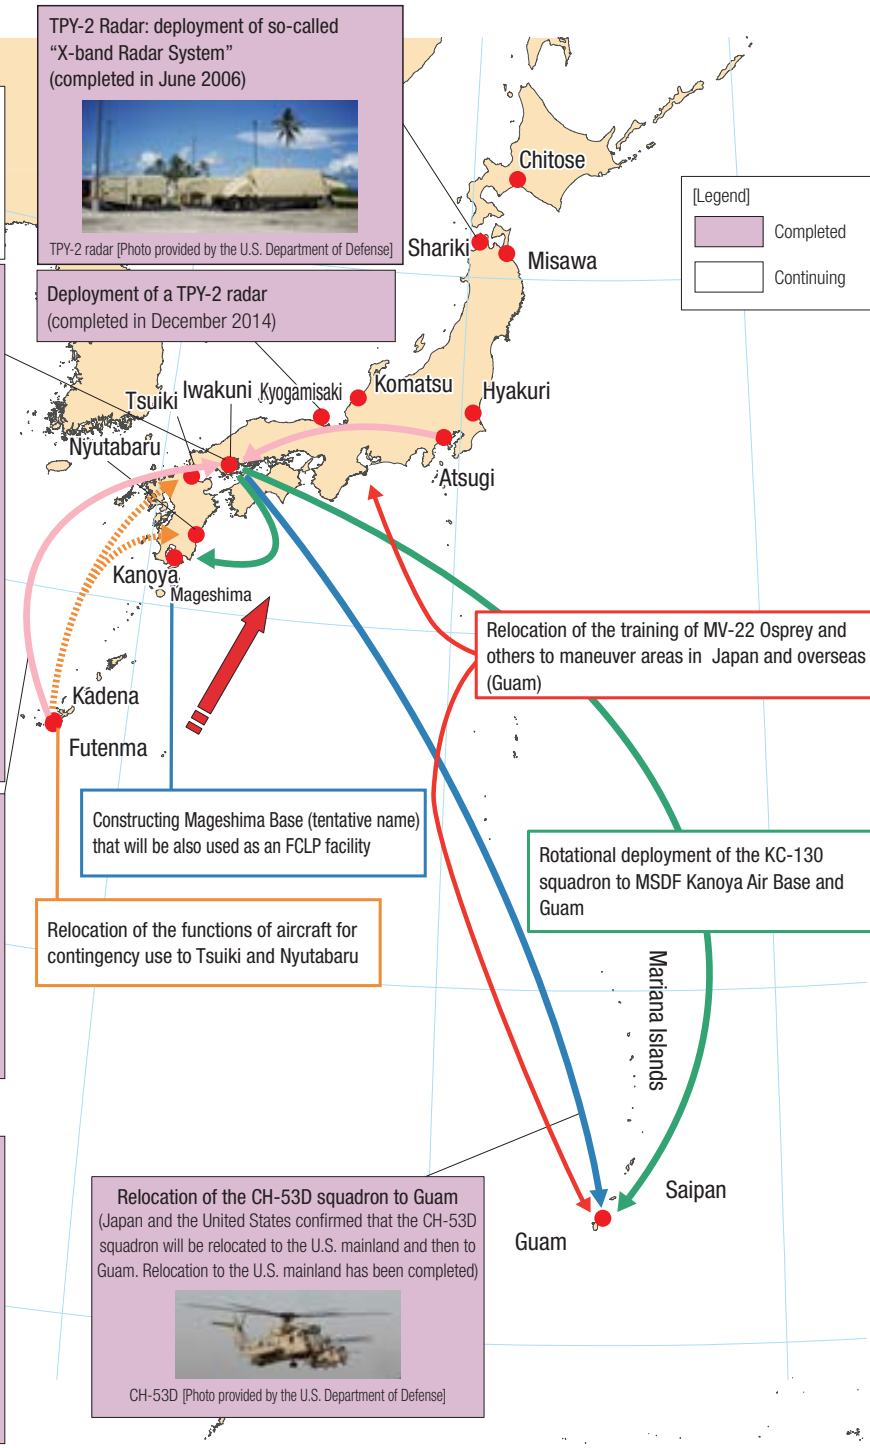 TPY-2 Radar: deployment of so-called
“X-band Radar System”
(completed in June 2006)
TPY-2 radar [Photo provided by the U.S. Department of Defense]
Deployment of a TPY-2 radar
(completed in December 2014)
[Legend]
Completed
Continuing
Chitose
Shariki
Misawa
Tsuiki
Iwakuni
Kyogamisaki
Komatsu
Hyakuri
Nyutabaru
Atsugi
Kanoya
Mageshima
Kadena
Futenma
Relocation of the training of MV-22 Osprey and
others to maneuver areas in Japan and overseas
(Guam)
Constructing Mageshima Base (tentative name)
that will be also used as an FCLP facility
Rotational deployment of the KC-130
squadron to MSDF Kanoya Air Base and
Guam
Relocation of the functions of aircraft for
contingency use to Tsuiki and Nyutabaru
Mariana Islands
Saipan
Guam
Relocation of the CH-53D squadron to Guam
(Japan and the United States confirmed that the CH-53D
squadron will be relocated to the U.S. mainland and then to
Guam. Relocation to the U.S. mainland has been completed)
CH-53D [Photo provided by the U.S. Department of Defense]